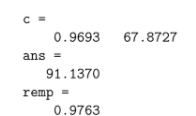 c =
0.9693 67.8727
ans =
91.1370
remp =
0.9763